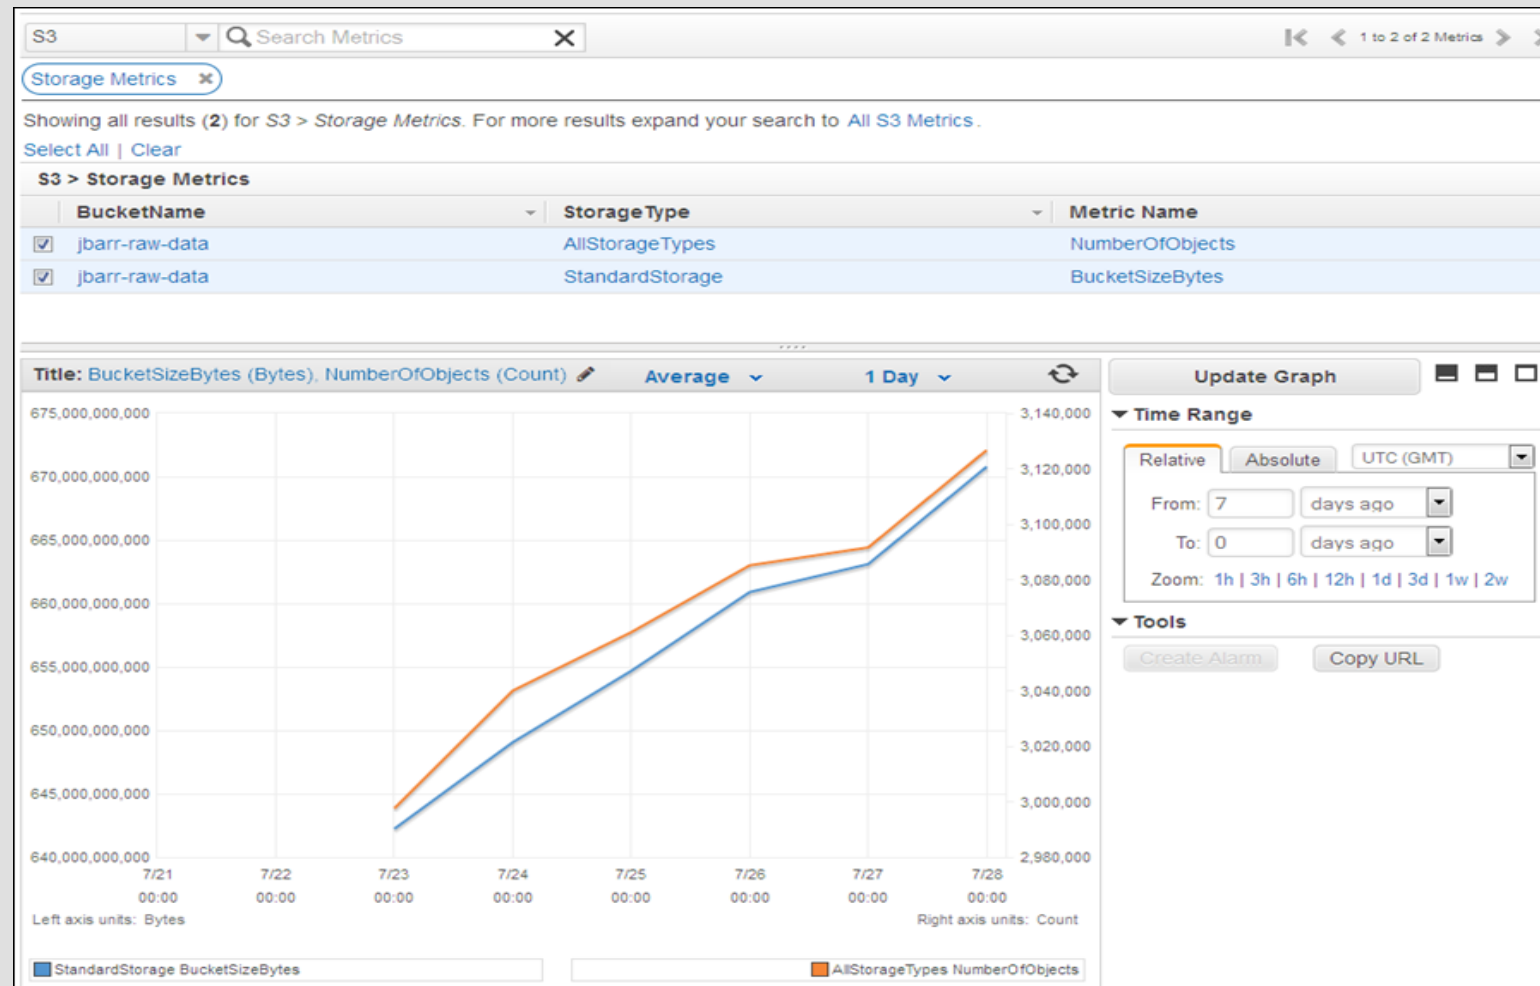 S3 Search Metrics 1 to 2 of 2 Metrics
Storage Metrics
Showing all results (2) for S3 > Storage Metrics. For more results expand your search to All S3 Metrics.
Select All | Clear
S3 > Storage Metrics
BucketName StorageType Metric Name
jbarr-raw-data AllStorageTypes NumberOfObjects
jbarr-raw-data StandardStorage BucketSizeBytes
Title: BucketSizeBytes (Bytes), NumberOfObjects (Count) Average 1 Day Update Graph
675,000,000,000
670,000,000,000
665,000,000,000
660,000,000,000
655,000,000,000
650,000,000,000
645,000,000,000
640,000,000,000
3,140,000
3,120,000
3,100,000
3,080,000
3,060,000
3,040,000
3,020,000
3,000,000
2,980,000
7/21 7/22 7/23 7/24 7/25 7/26 7/27 7/28
00:00 00:00 00:00 00:00 00:00 00:00 00:00 00:00
Left axis units: Bytes Right axis units: Count
StandardStorage BucketSizeBytes AllStorageTypes NumberOfObjects
Time Range
Relative Absolute UTC (GMT)
From: 7 days ago
To: 0 days ago
Zoom: 1h | 3h | 6h | 12h | 1d | 3d | 1w | 2w
Tools
Create Alarm Copy URL